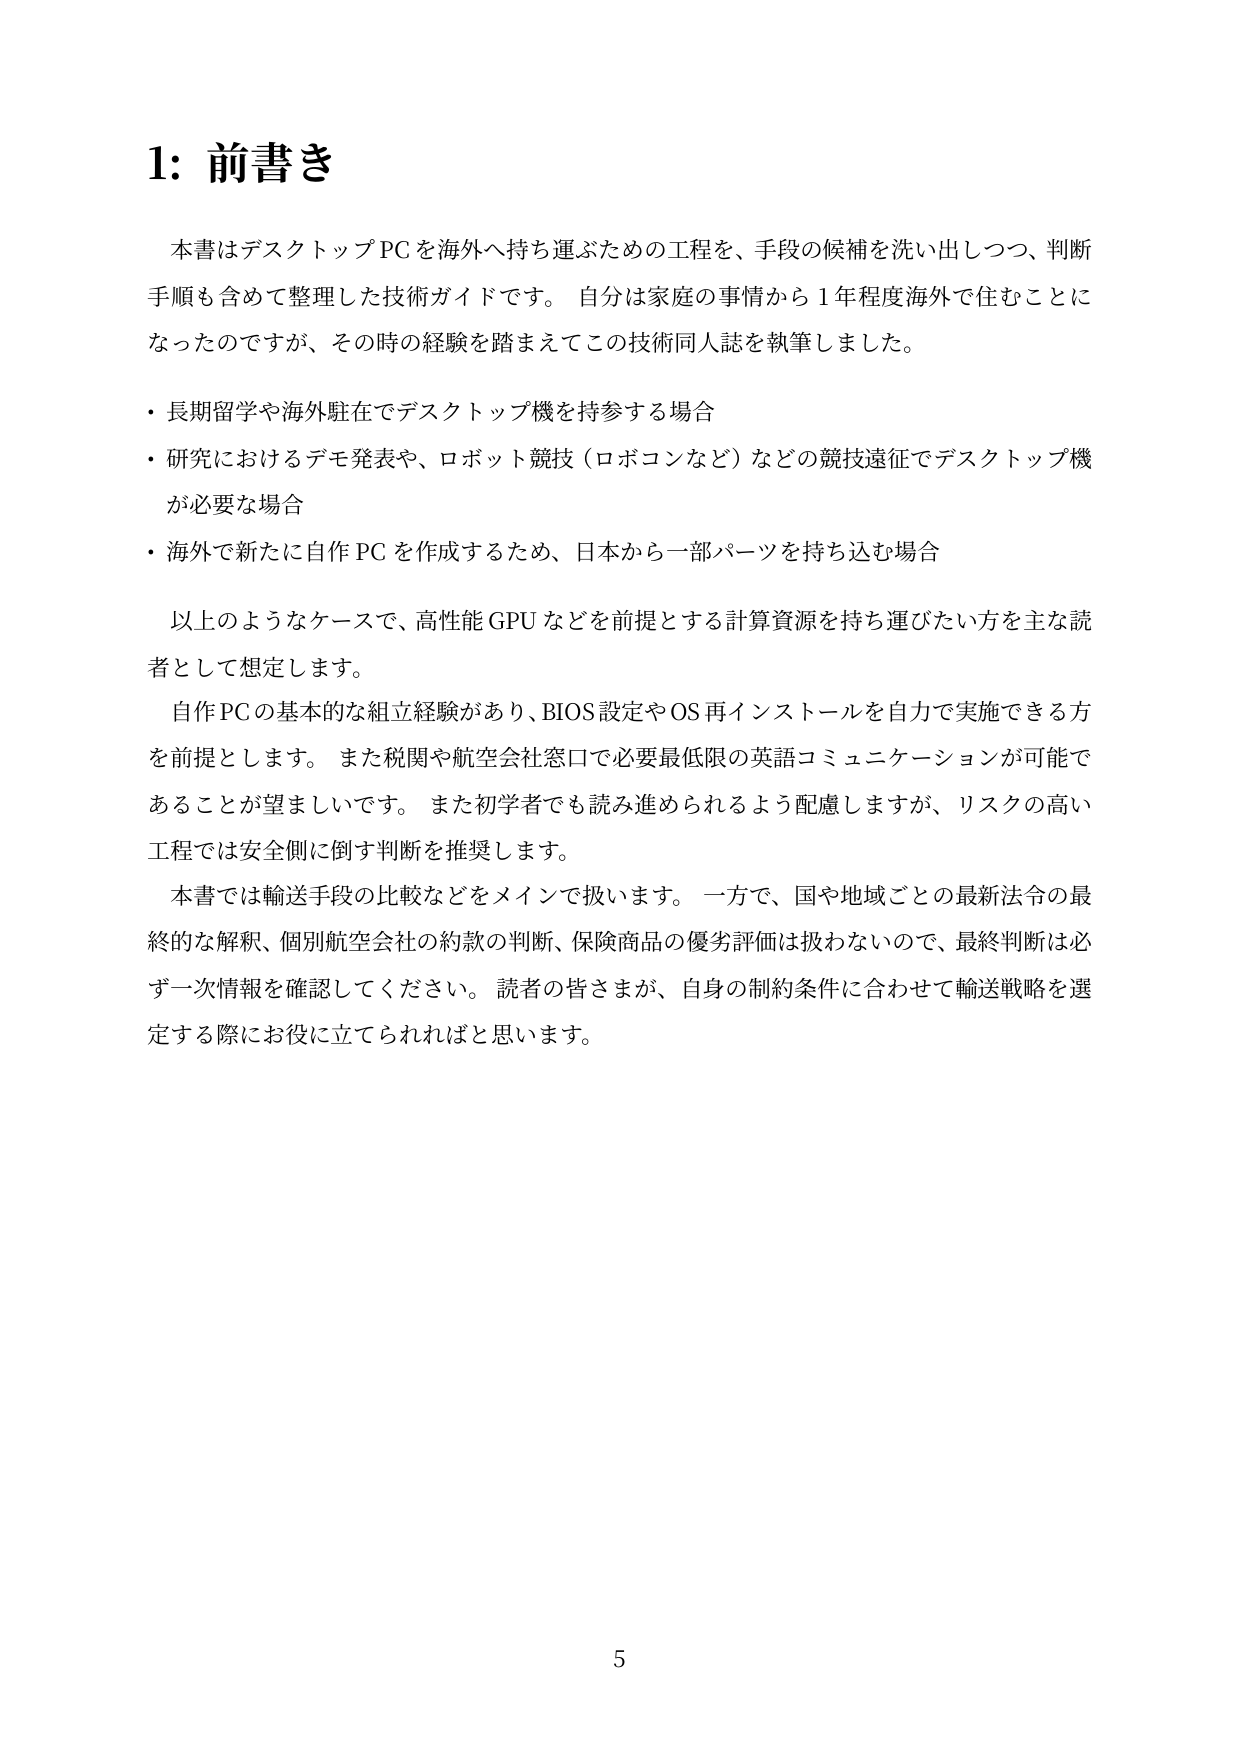 1: 前書き
本書はデスクトップPCを海外へ持ち運ぶための工程を、手段の候補を洗い出しつつ、判断
手順も含めて整理した技術ガイドです。 自分は家庭の事情から1年程度海外で住むことに
なったのですが、その時の経験を踏まえてこの技術同人誌を執筆しました。
・長期留学や海外駐在でデスクトップ機を持参する場合
・研究におけるデモ発表や、ロボット競技（ロボコンなど）などの競技遠征でデスクトップ機
が必要な場合
・海外で新たに自作PCを作成するため、日本から一部パーツを持ち込む場合
以上のようなケースで、高性能GPUなどを前提とする計算資源を持ち運びたい方を主な読
者として想定します。
自作PCの基本的な組立経験があり、BIOS設定やOS再インストールを自力で実施できる方
を前提とします。 また税関や航空会社窓口で必要最低限の英語コミュニケーションが可能で
あることが望ましいです。 また初学者でも読み進められるよう配慮しますが、リスクの高い
工程では安全側に倒す判断を推奨します。
本書では輸送手段の比較などをメインで扱います。 一方で、国や地域ごとの最新法令の最
終的な解釈、個別航空会社の約款の判断、保険商品の優劣評価は扱わないので、最終判断は必
ず一次情報を確認してください。 読者の皆さまが、自身の制約条件に合わせて輸送戦略を選
定する際にお役に立てられればと思います。
5